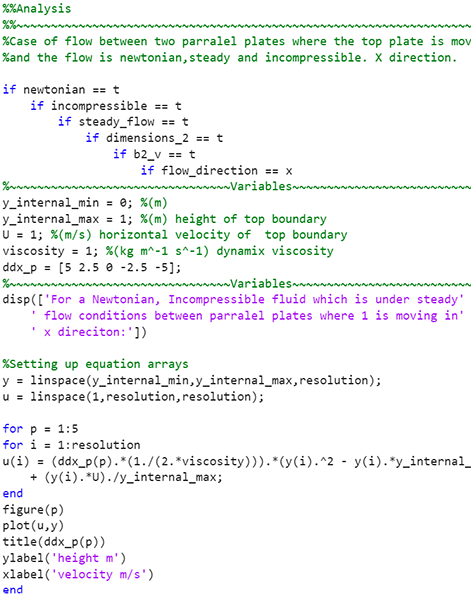 %%Analysis
%%~~~~~~~~~~~~~~~~~~~~~~~~~~~~~~~~~~~~~~~~~~~~~~~~~~~~~~~~~~~~~~~~~~~
%Case of flow between two parralel plates where the top plate is mov
%and the flow is newtonian,steady and incompressible. X direction.
if newtonian == t
if incompressible == t
if steady_flow == t
if dimensions_2 == t
if b2_v == t
if flow_direction == x
%~~~~~~~~~~~~~~~~~~~~~~~~~~~~~~~~~Variables~~~~~~~~~~~~~~~~~~~~~~~~~~~
y_internal_min = 0; %(m)
y_internal_max = 1; %(m) height of top boundary
U = 1; %(m/s) horizontal velocity of  top boundary
viscosity = 1; %(kg m^-1 s^-1) dynamix viscosity
ddx_p = [5 2.5 0 -2.5 -5];
%~~~~~~~~~~~~~~~~~~~~~~~~~~~~~~~~~Variables~~~~~~~~~~~~~~~~~~~~~~~~~~~
disp(['For a Newtonian, Incompressible fluid which is under steady'
' flow conditions between parralel plates where 1 is moving in'
' x direciton:'])
%Setting up equation arrays
y = linspace(y_internal_min,y_internal_max,resolution);
u = linspace(1,resolution,resolution);
for p = 1:5
for i = 1:resolution
u(i) = (ddx_p(p).*(1./(2.*viscosity))).*(y(i).^2 - y(i).*y_internal_
+ (y(i).*U)./y_internal_max;
end
figure(p)
plot(u,y)
title(ddx_p(p))
ylabel('height m')
xlabel('velocity m/s')
end